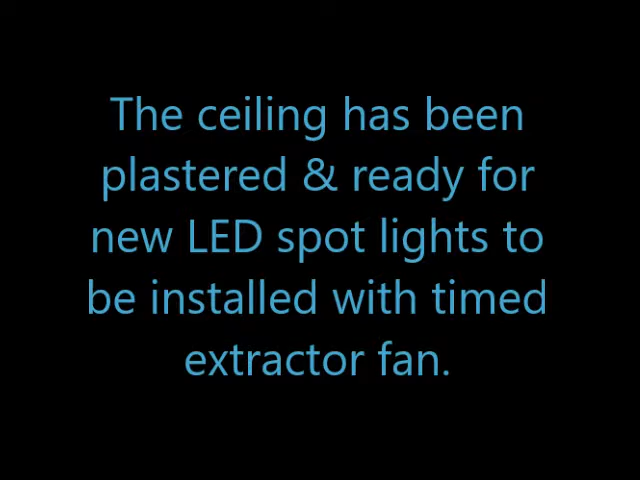 The ceiling has been
plastered & ready for
new LED spot lights to
be installed with timed
extractor fan.